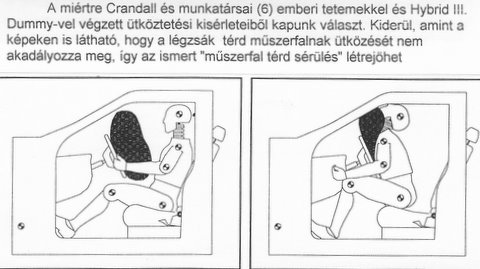 A miértre Crandall és munkatársai (6) emberi tetemekkel és Hybrid III.
Dummy-vel végzett ütköztetési kisérleteiből kapunk választ. Kiderül, amint a
képeken is látható, hogy a légzsák térd műszerfalnak ütközését nem
akadályozza meg, így az ismert "műszerfal térd sérülés" létrejöhet